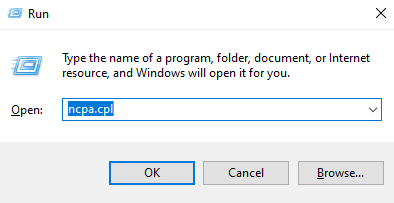 Run
Type the name of a program, folder, document, or Internet
resource, and Windows will open it for you.
Open: ncpa.cpl
OK Cancel Browse...